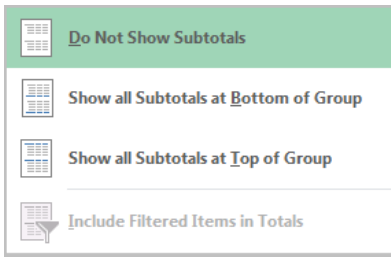 Do Not Show Subtotals
Show all Subtotals at Bottom of Group
Show all Subtotals at Top of Group
Include Filtered Items in Totals